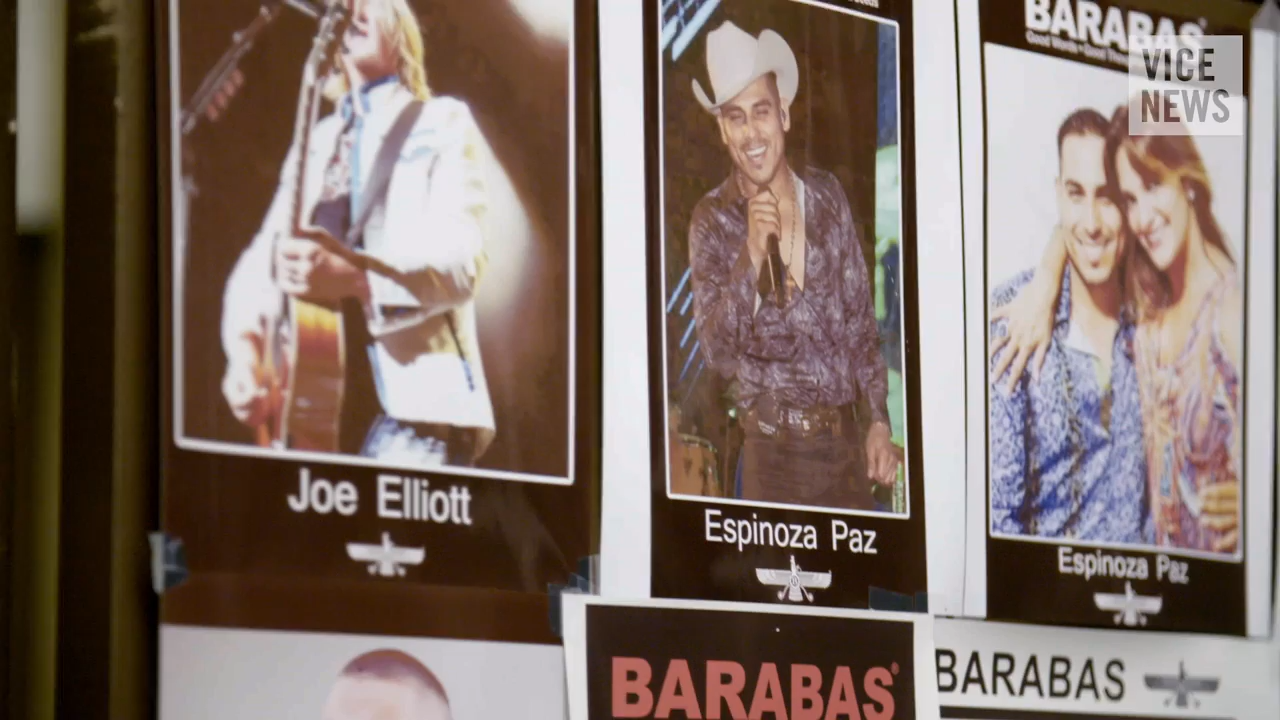 BARABAS®
VICE
NEWS
Joe Elliott
Espinoza Paz
Espinoza Paz
BARABAS®
BARABAS